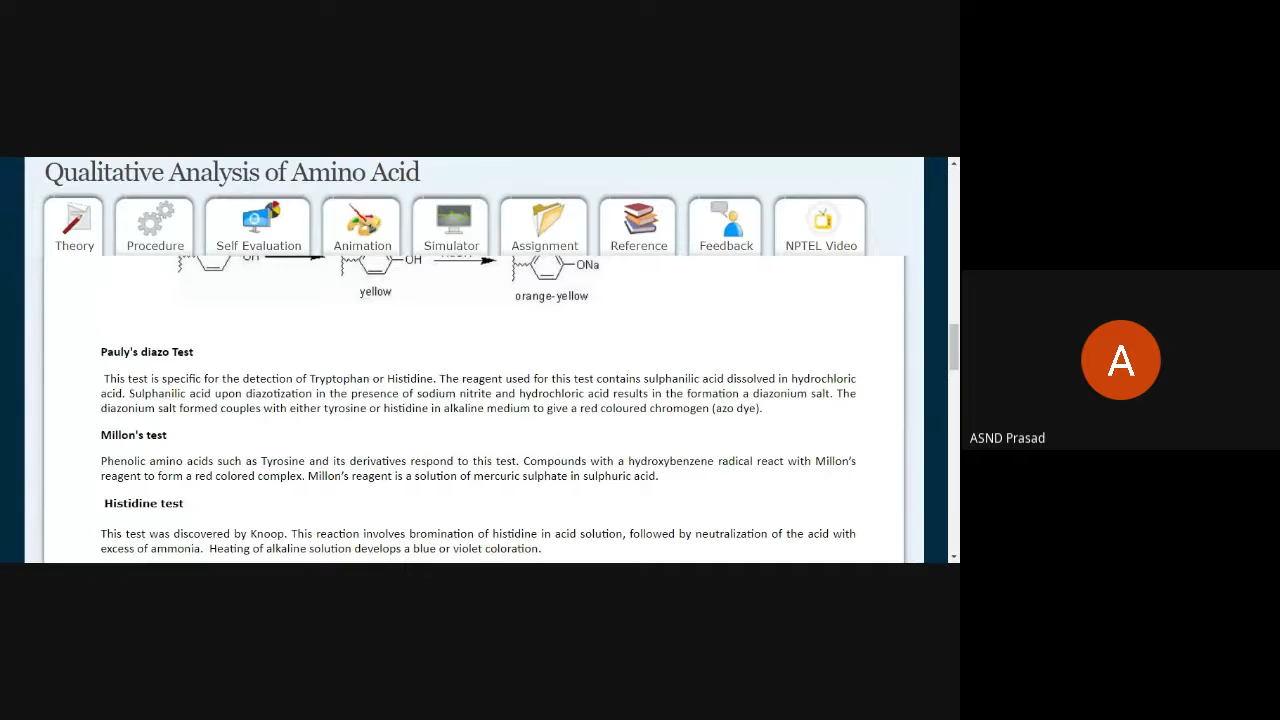 Qualitative Analysis of Amino Acid
Theory
Procedure
Self Evaluation
Animation
Simulator
Assignment
Reference
Feedback
NPTEL Video
OH
OH
ONa
yellow
orange-yellow
Pauly's diazo Test
This test is specific for the detection of Tryptophan or Histidine. The reagent used for this test contains sulphanilic acid dissolved in hydrochloric
acid. Sulphanilic acid upon diazotization in the presence of sodium nitrite and hydrochloric acid results in the formation a diazonium salt. The
diazonium salt formed couples with either tyrosine or histidine in alkaline medium to give a red coloured chromogen (azo dye).
Millon's test
Phenolic amino acids such as Tyrosine and its derivatives respond to this test. Compounds with a hydroxybenzene radical react with Millon’s
reagent to form a red colored complex. Millon’s reagent is a solution of mercuric sulphate in sulphuric acid.
Histidine test
This test was discovered by Knoop. This reaction involves bromination of histidine in acid solution, followed by neutralization of the acid with
excess of ammonia. Heating of alkaline solution develops a blue or violet coloration.
A
ASND Prasad